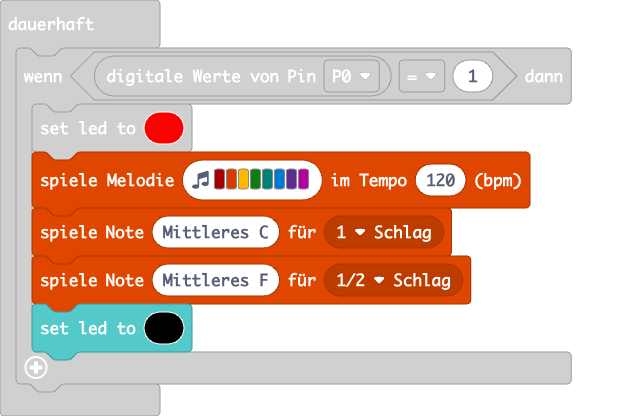 dauerhaft
wenn digitale Werte von Pin P0 = 1 dann
set led to
spiele Melodie im Tempo 120 (bpm)
spiele Note Mittleres C für 1 Schlag
spiele Note Mittleres F für 1/2 Schlag
set led to